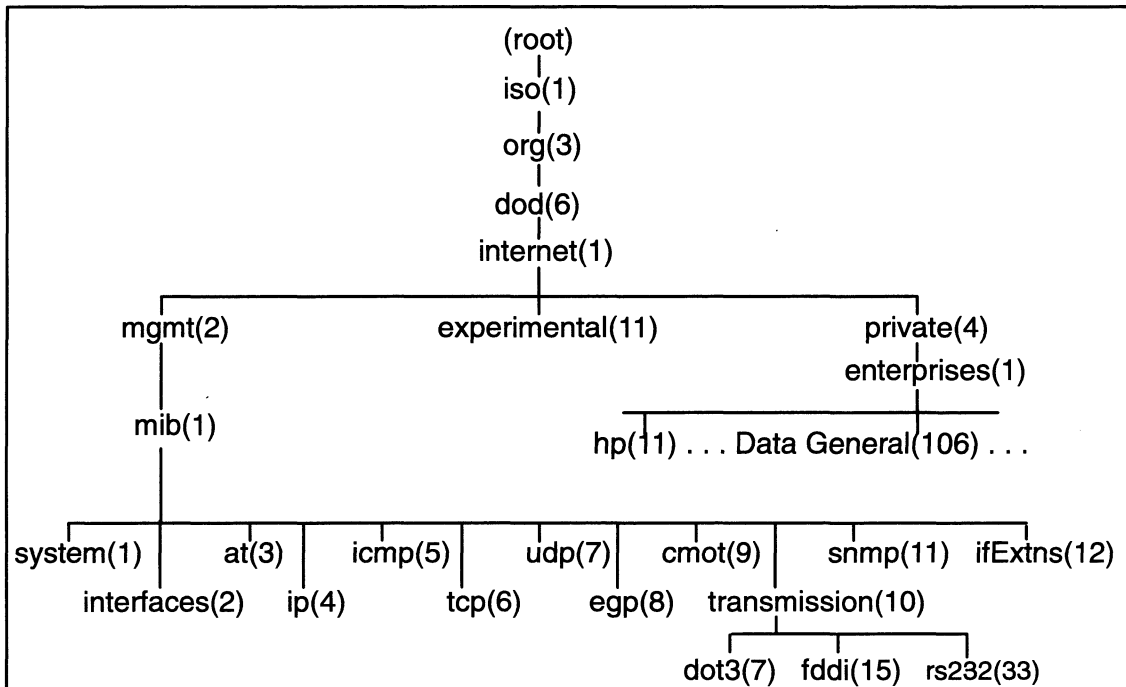 (root)
iso(1)
org(3)
dod(6)
internet(1)
mgmt(2) experimental(11) private(4)
enterprises(1)
mib(1)
hp(11) . . . Data General(106) . . .
system(1) at(3) icmp(5) udp(7) cmot(9) snmp(11) ifExtns(12)
interfaces(2) ip(4) tcp(6) egp(8) transmission(10)
dot3(7) fddi(15) rs232(33)